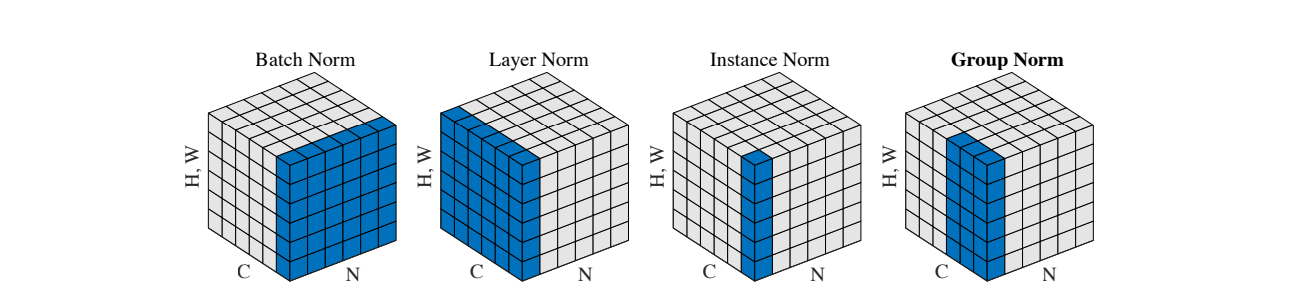 Batch Norm
Layer Norm
Instance Norm
Group Norm
H, W
C
N
H, W
C
N
H, W
C
N
H, W
C
N